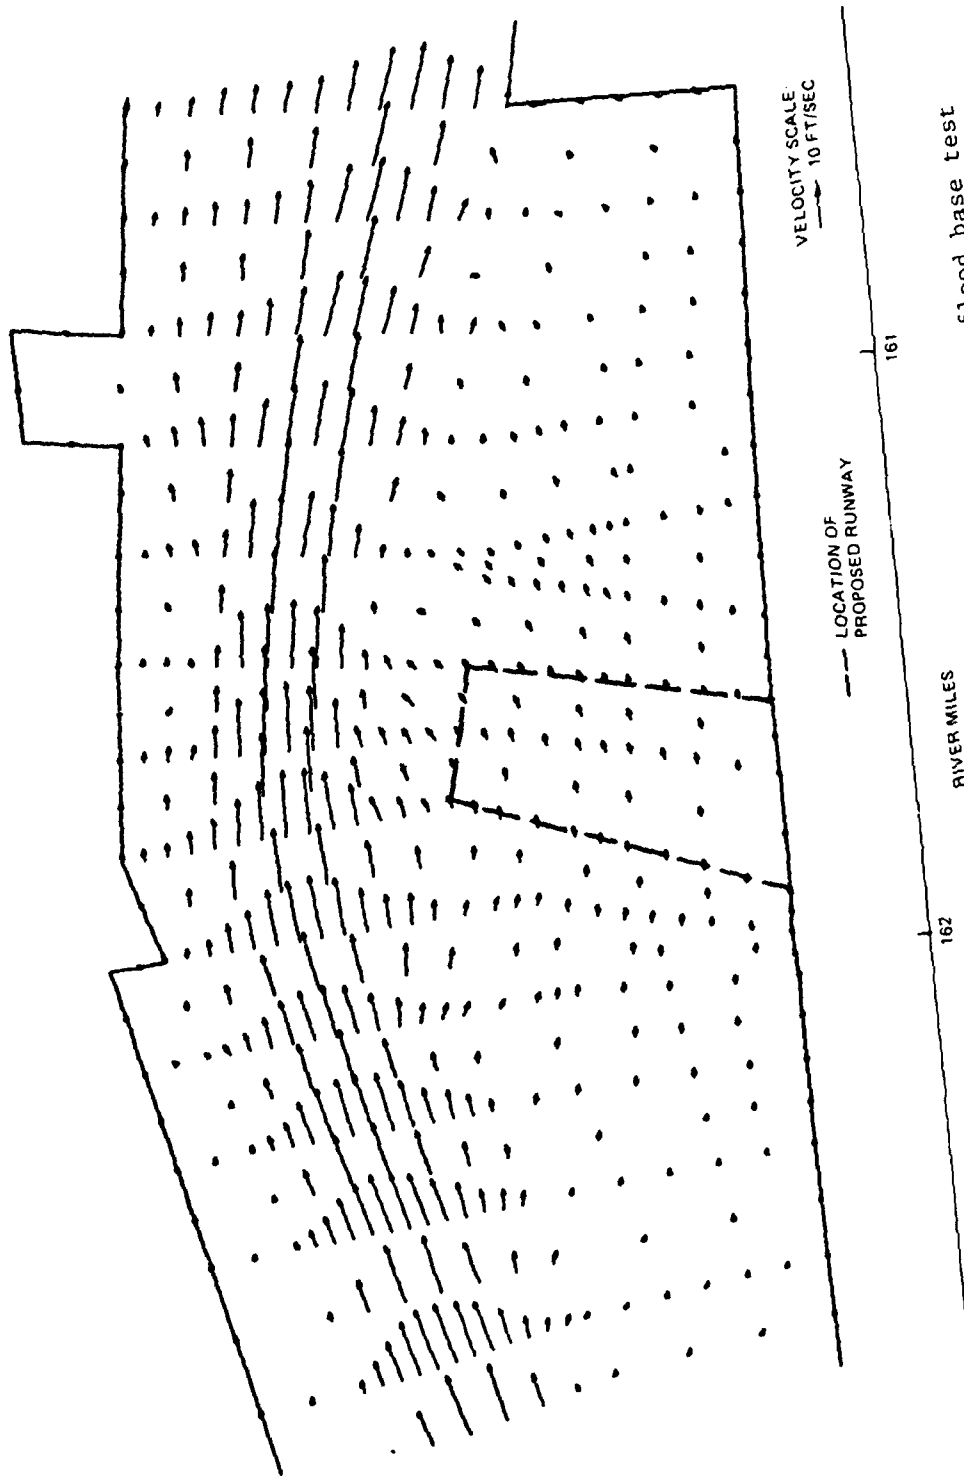 VELOCITY SCALE
10 FT/SEC
161
LOCATION OF
PROPOSED RUNWAY
162
RIVER MILES
flood base test